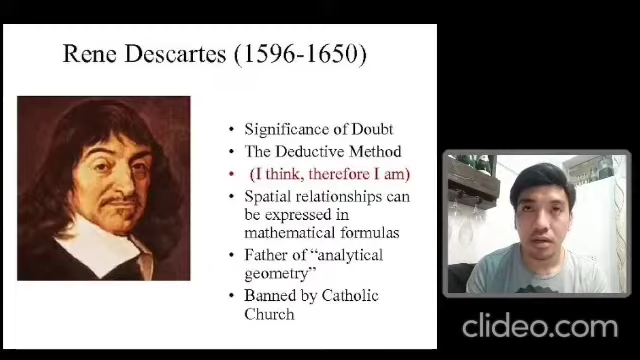 Rene Descartes (1596-1650)
• Significance of Doubt
• The Deductive Method
• (I think, therefore I am)
• Spatial relationships can
be expressed in
mathematical formulas
• Father of “analytical
geometry”
• Banned by Catholic
Church
clideo.com